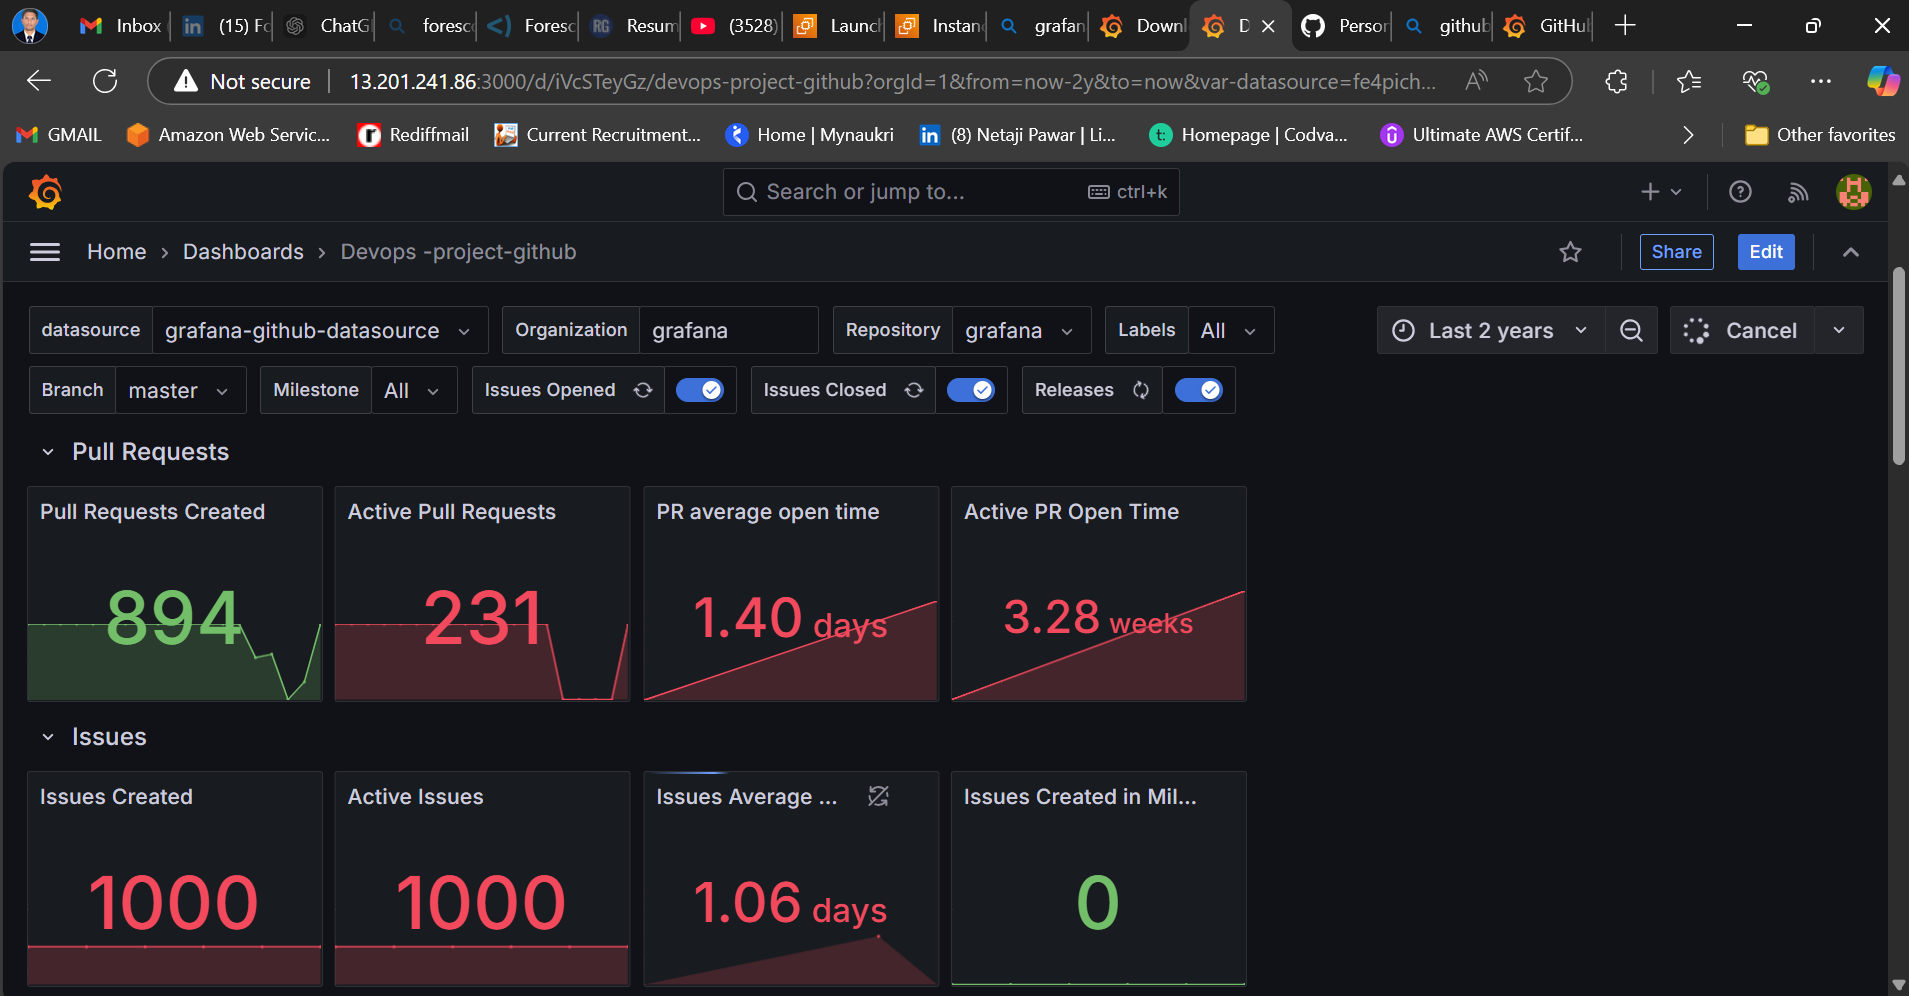 Inbox (15) Fo ChatG foresc Foresc Resum (3528) Launch Instan grafan Downl D Person github GitHu
Not secure 13.201.241.86:3000/d/iVcSTeyGz/devops-project-github?orgId=1&from=now-2y&to=now&var-datasource=fe4pich...
GMAIL Amazon Web Servic... Rediffmail Current Recruitment... Home | Mynaukri (8) Netaji Pawar | Li... Homepage | Codva... Ultimate AWS Certif... Other favorites
Search or jump to... ctrl+k
Home › Dashboards › Devops -project-github Share Edit
datasource grafana-github-datasource Organization grafana Repository grafana Labels All Last 2 years Cancel
Branch master Milestone All Issues Opened Issues Closed Releases
Pull Requests
Pull Requests Created Active Pull Requests PR average open time Active PR Open Time
894 231 1.40 days 3.28 weeks
Issues
Issues Created Active Issues Issues Average ... Issues Created in Mil...
1000 1000 1.06 days 0